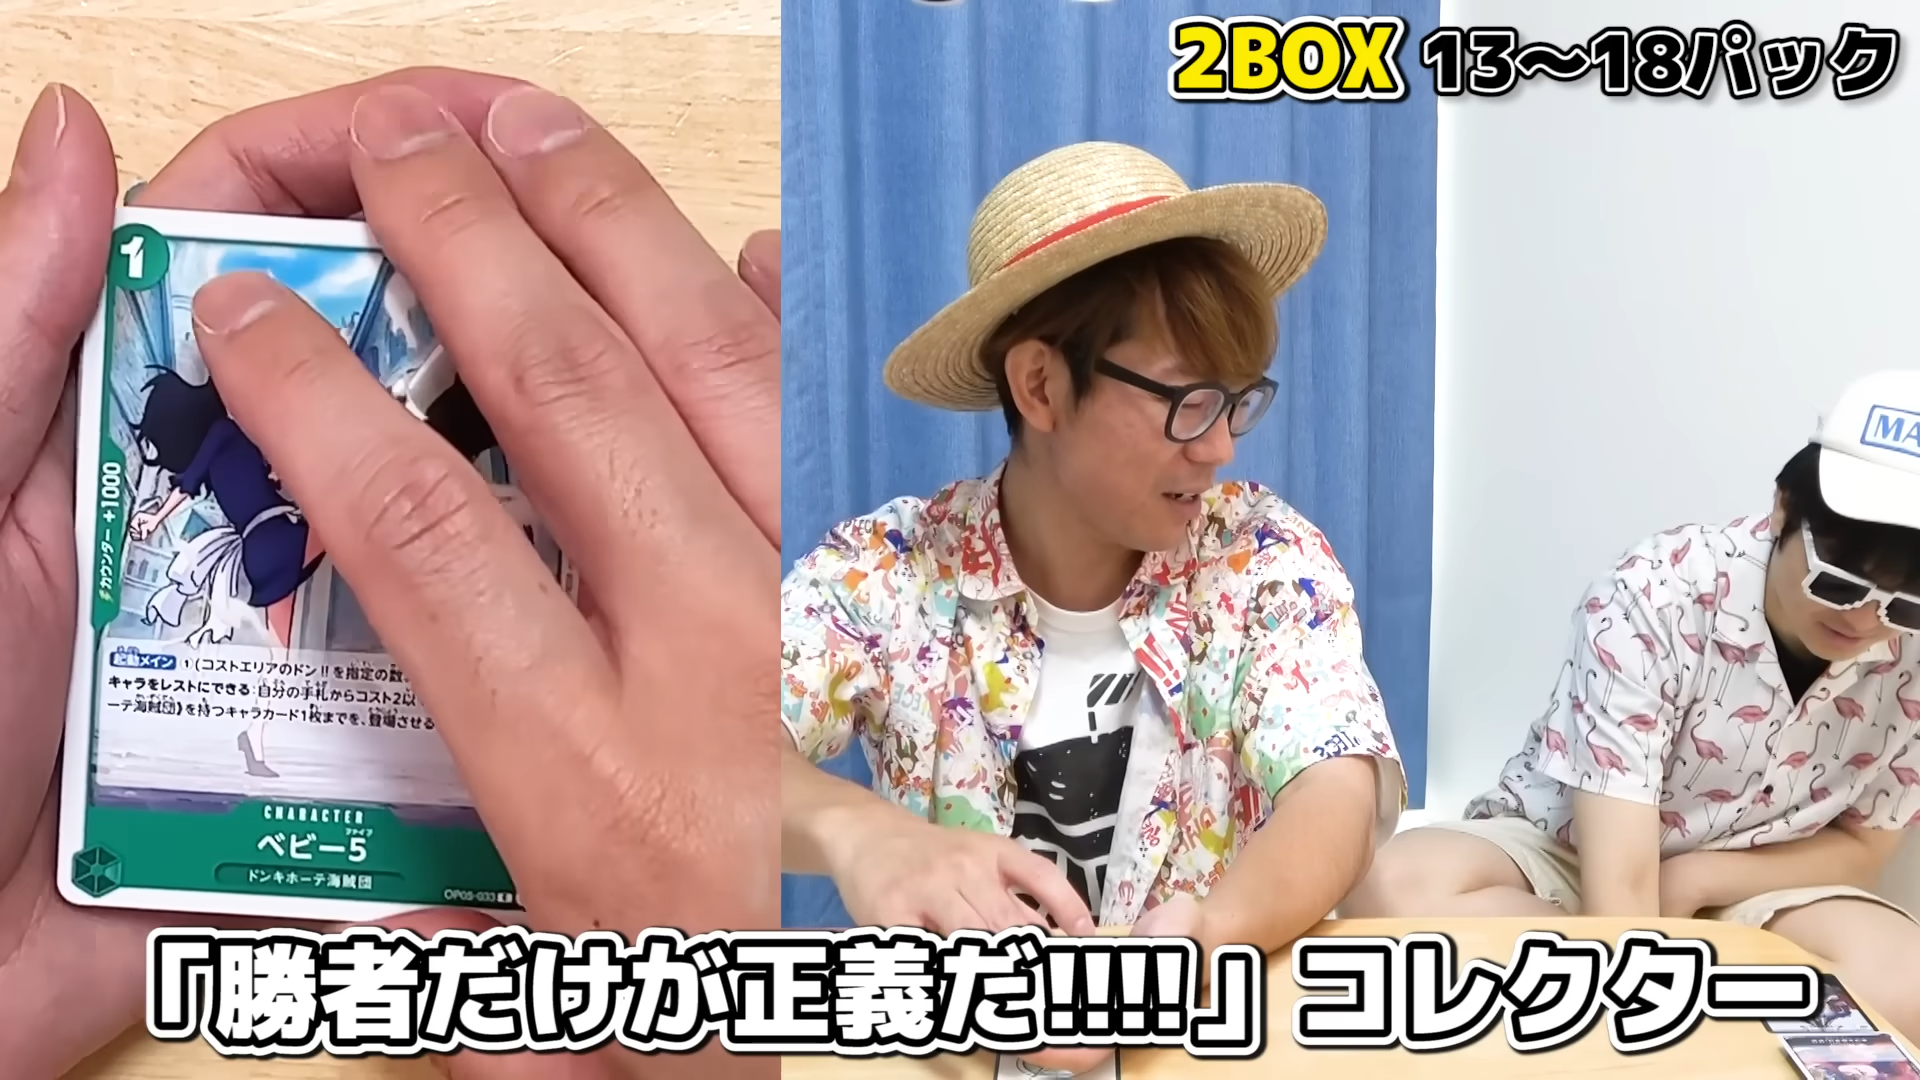 2BOX 13〜18パック
MA
1
カウンター +1000
起動メイン ①(コストエリアのドン!!を指定の数
キャラをレストにできる:自分の手札からコスト2以
ーテ海賊団》を持つキャラカード1枚までを、登場させる
CHARACTER
ベビー5
ファイブ
ドンキホーテ海賊団
OP05-033 C
「勝者だけが正義だ!!!!」コレクター